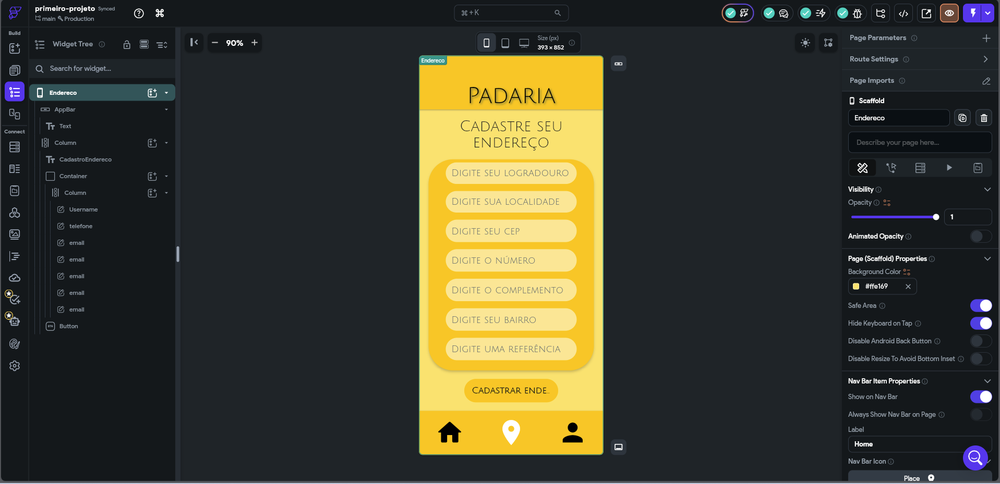 primeiro-projeto Synced
main Production
⌘+K
Build
Connect
Widget Tree
Search for widget...
Endereco
AppBar
Text
Column
CadastroEndereco
Container
Column
Username
telefone
email
email
email
email
email
BTN Button
90%
Size (px)
393 × 852
Endereco
Padaria
Cadastre seu
endereço
Digite seu logradouro
Digite sua localidade
Digite seu cep
Digite o número
Digite o complemento
Digite seu bairro
Digite uma referência
Cadastrar ende...
Page Parameters
Route Settings
Page Imports
Scaffold
Endereco
Describe your page here...
Visibility
Opacity
1
Animated Opacity
Page (Scaffold) Properties
Background Color
#ffe169
Safe Area
Hide Keyboard on Tap
Disable Android Back Button
Disable Resize To Avoid Bottom Inset
Nav Bar Item Properties
Show on Nav Bar
Always Show Nav Bar on Page
Label
Home
Nav Bar Icon
Place